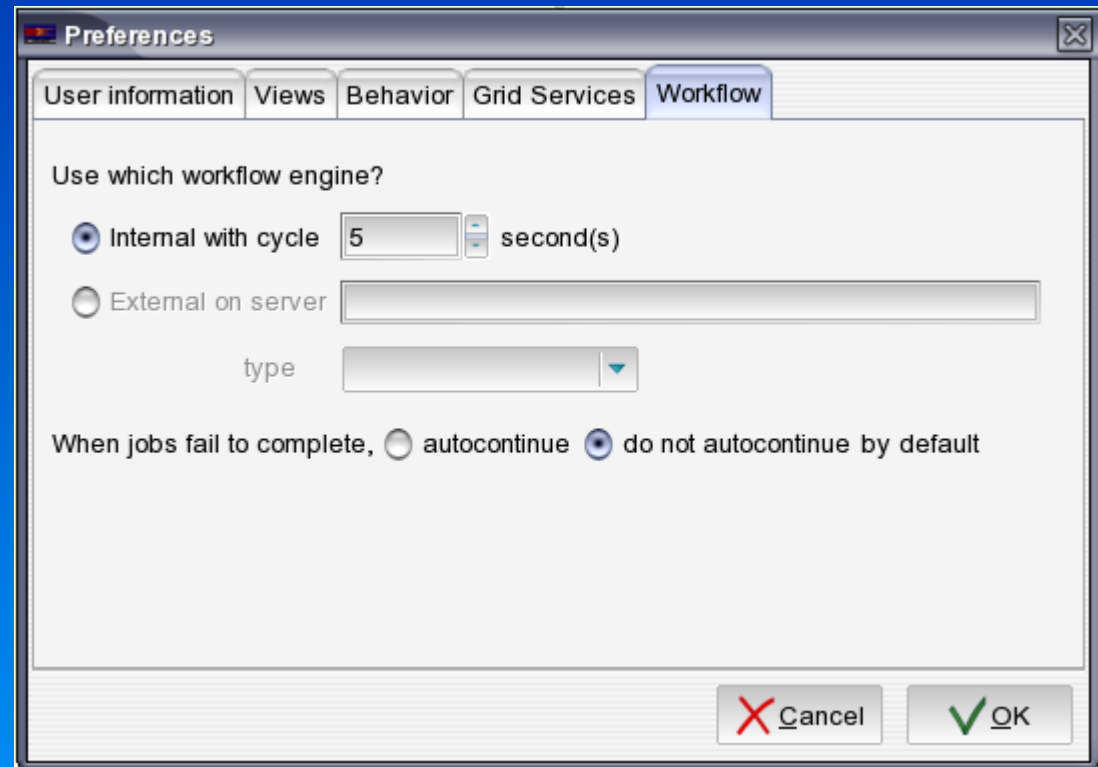 Preferences
User information Views Behavior Grid Services Workflow
Use which workflow engine?
Internal with cycle 5 second(s)
External on server
type
When jobs fail to complete, autocontinue do not autocontinue by default
Cancel OK